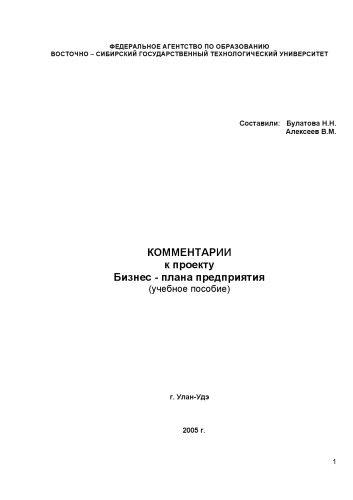 ФЕДЕРАЛЬНОЕ АГЕНТСТВО ПО ОБРАЗОВАНИЮ
ВОСТОЧНО – СИБИРСКИЙ ГОСУДАРСТВЕННЫЙ ТЕХНОЛОГИЧЕСКИЙ УНИВЕРСИТЕТ
Составили: Булатова Н.Н.
Алексеев В.М.
КОММЕНТАРИИ
к проекту
Бизнес - плана предприятия
(учебное пособие)
г. Улан-Удэ
2005 г.
1